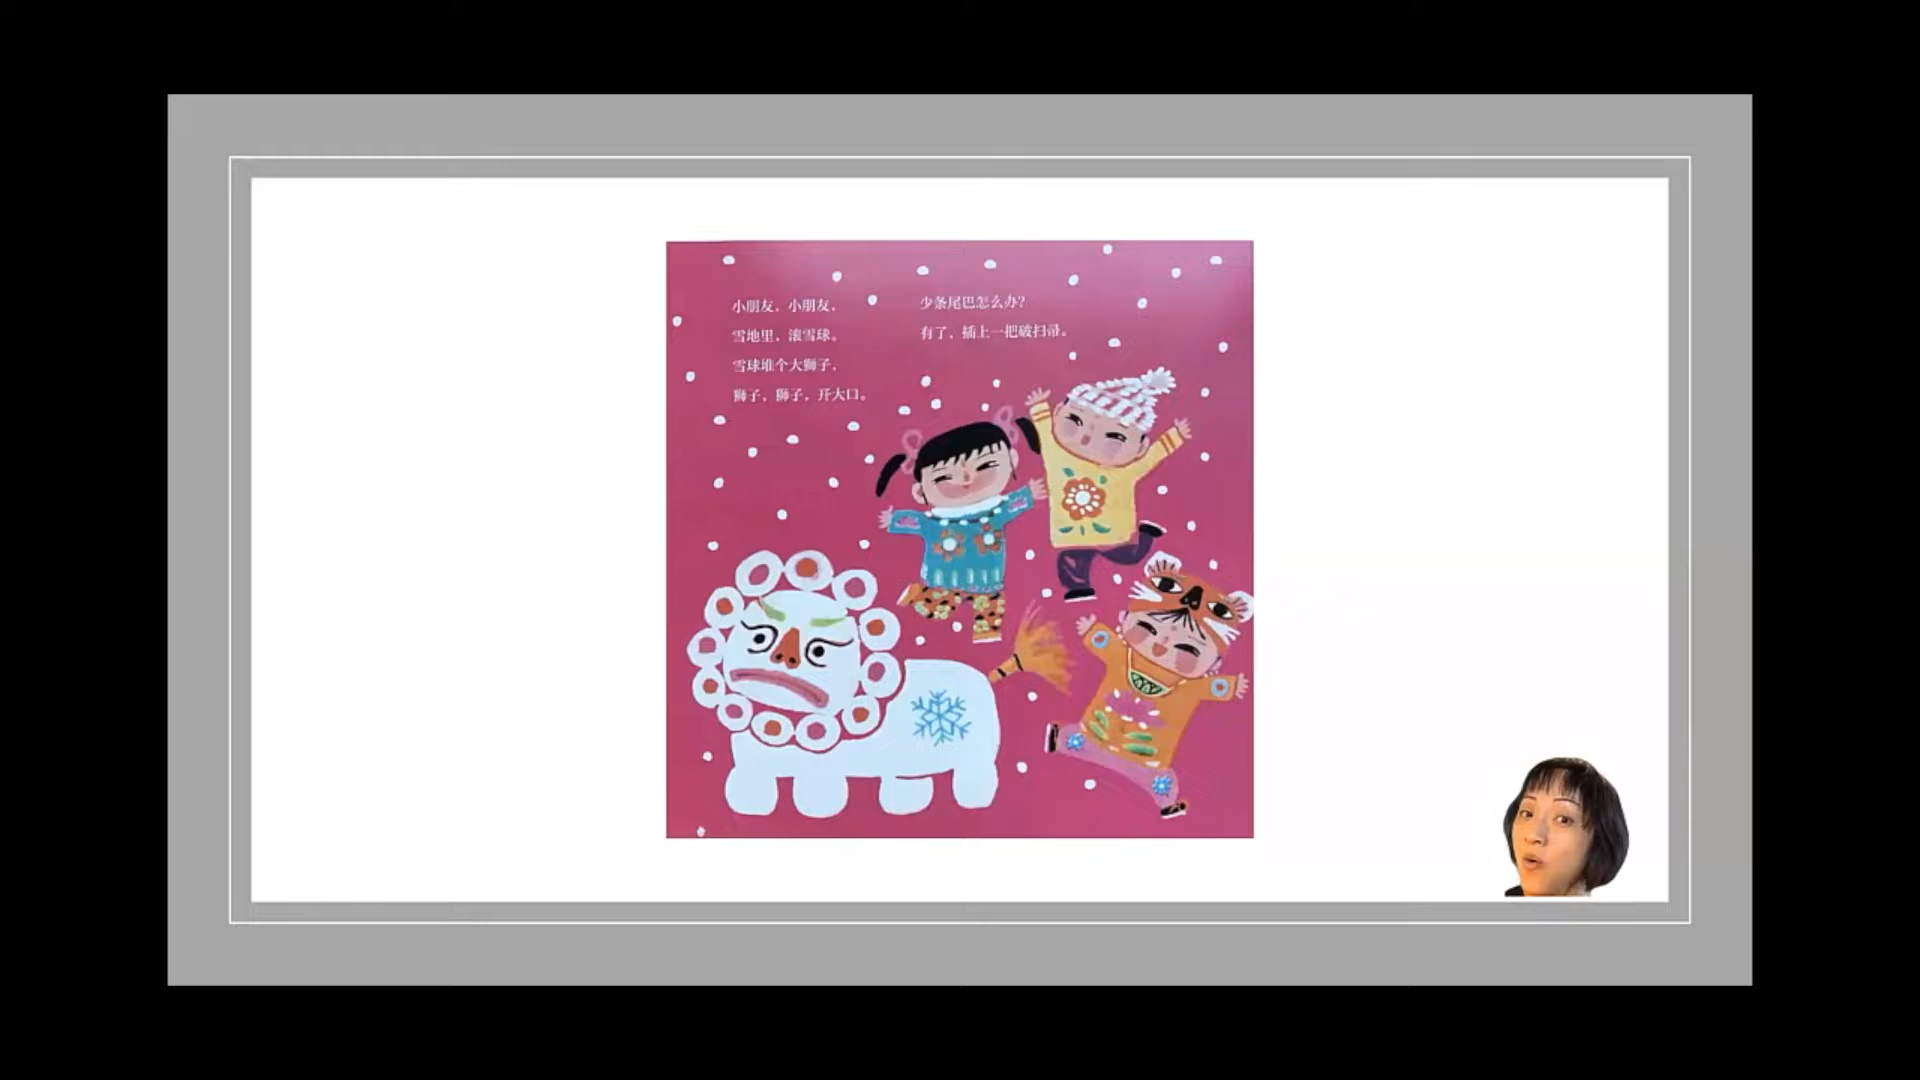 小朋友，小朋友，
雪地里，滚雪球。
雪球堆个大狮子，
狮子，狮子，开大口。
少条尾巴怎么办？
有了，插上一把破扫帚。